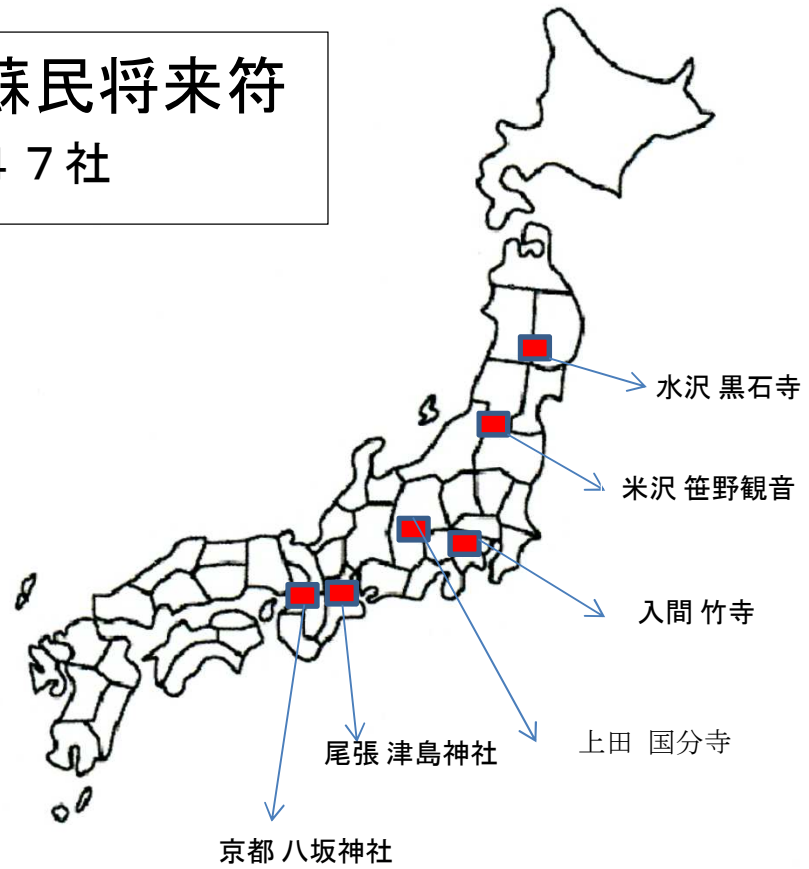 蘇民将来符
４７社
水沢 黒石寺
米沢 笹野観音
入間 竹寺
上田 国分寺
尾張 津島神社
京都 八坂神社